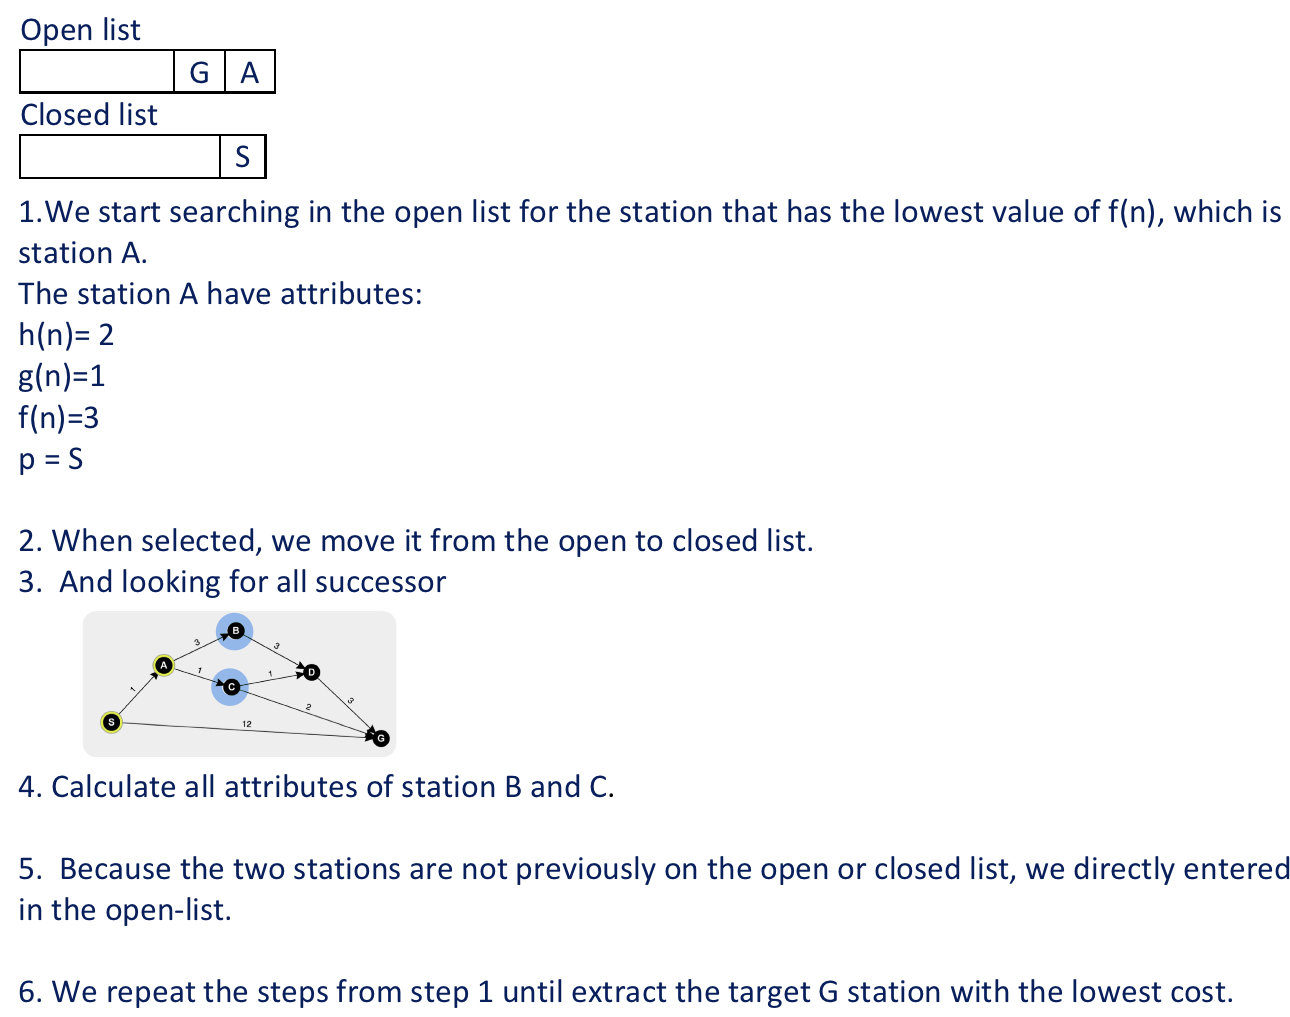 Open list
G A
Closed list
S
1.We start searching in the open list for the station that has the lowest value of f(n), which is
station A.
The station A have attributes:
h(n)= 2
g(n)=1
f(n)=3
p = S
2. When selected, we move it from the open to closed list.
3. And looking for all successor
B
3
3
A
1
D
C
1
1
2
3
S
12
G
4. Calculate all attributes of station B and C.
5. Because the two stations are not previously on the open or closed list, we directly entered
in the open-list.
6. We repeat the steps from step 1 until extract the target G station with the lowest cost.